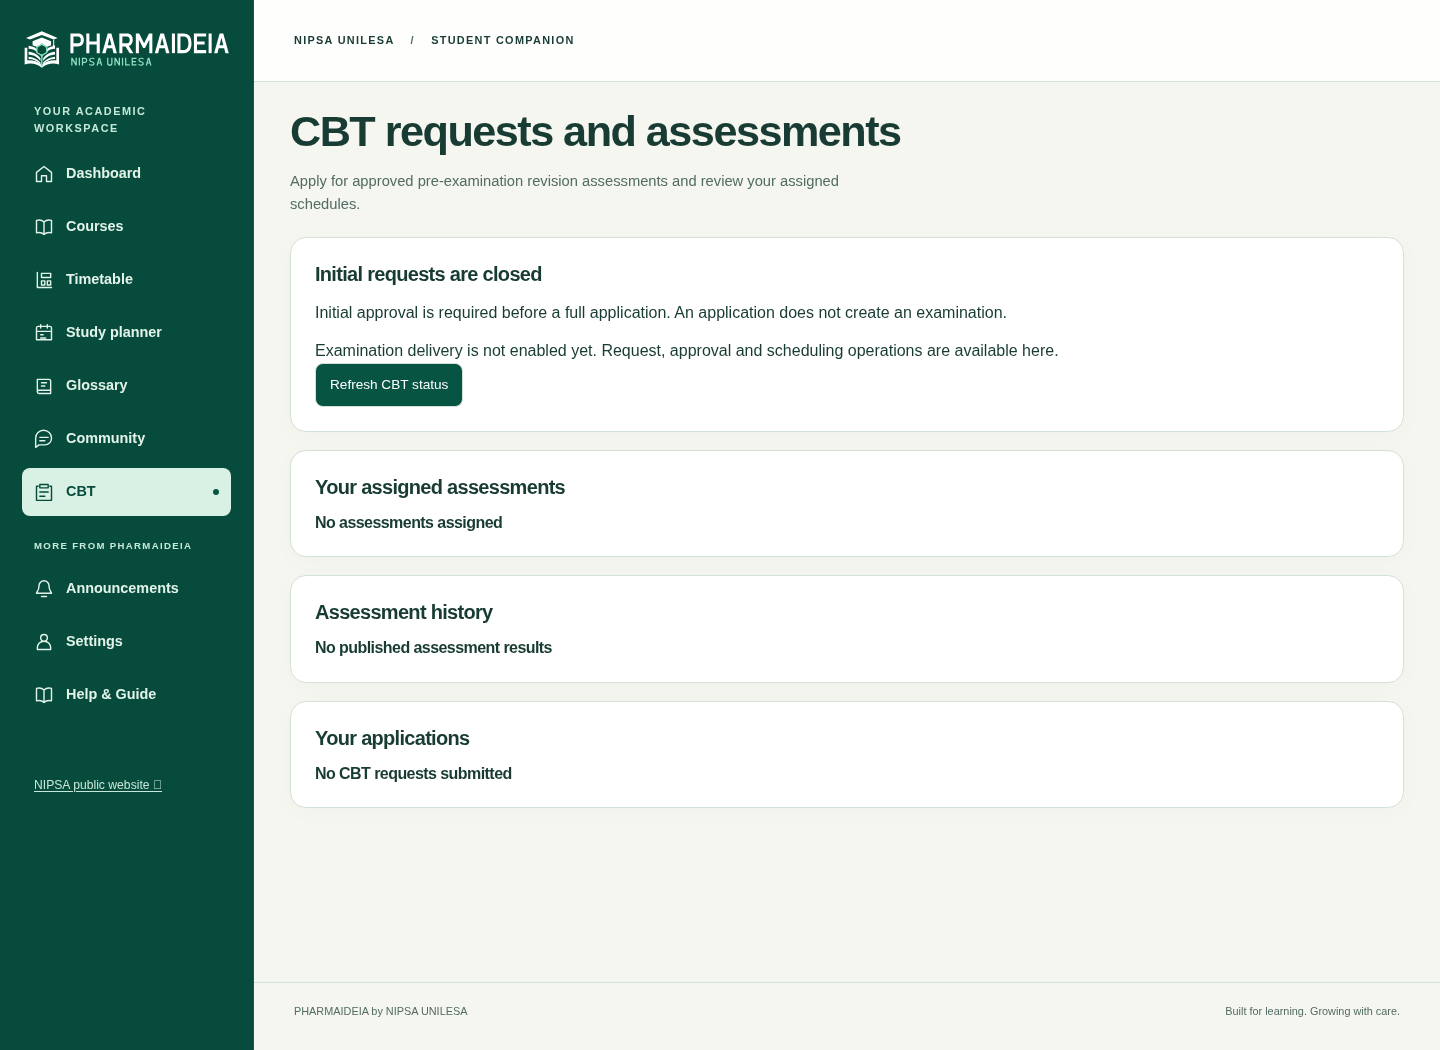 PHARMAIDEIA
NIPSA UNILESA
YOUR ACADEMIC
WORKSPACE
Dashboard
Courses
Timetable
Study planner
Glossary
Community
CBT
MORE FROM PHARMAIDEIA
Announcements
Settings
Help & Guide
NIPSA public website
NIPSA UNILESA / STUDENT COMPANION
CBT requests and assessments
Apply for approved pre-examination revision assessments and review your assigned
schedules.
Initial requests are closed
Initial approval is required before a full application. An application does not create an examination.
Examination delivery is not enabled yet. Request, approval and scheduling operations are available here.
Refresh CBT status
Your assigned assessments
No assessments assigned
Assessment history
No published assessment results
Your applications
No CBT requests submitted
PHARMAIDEIA by NIPSA UNILESA
Built for learning. Growing with care.